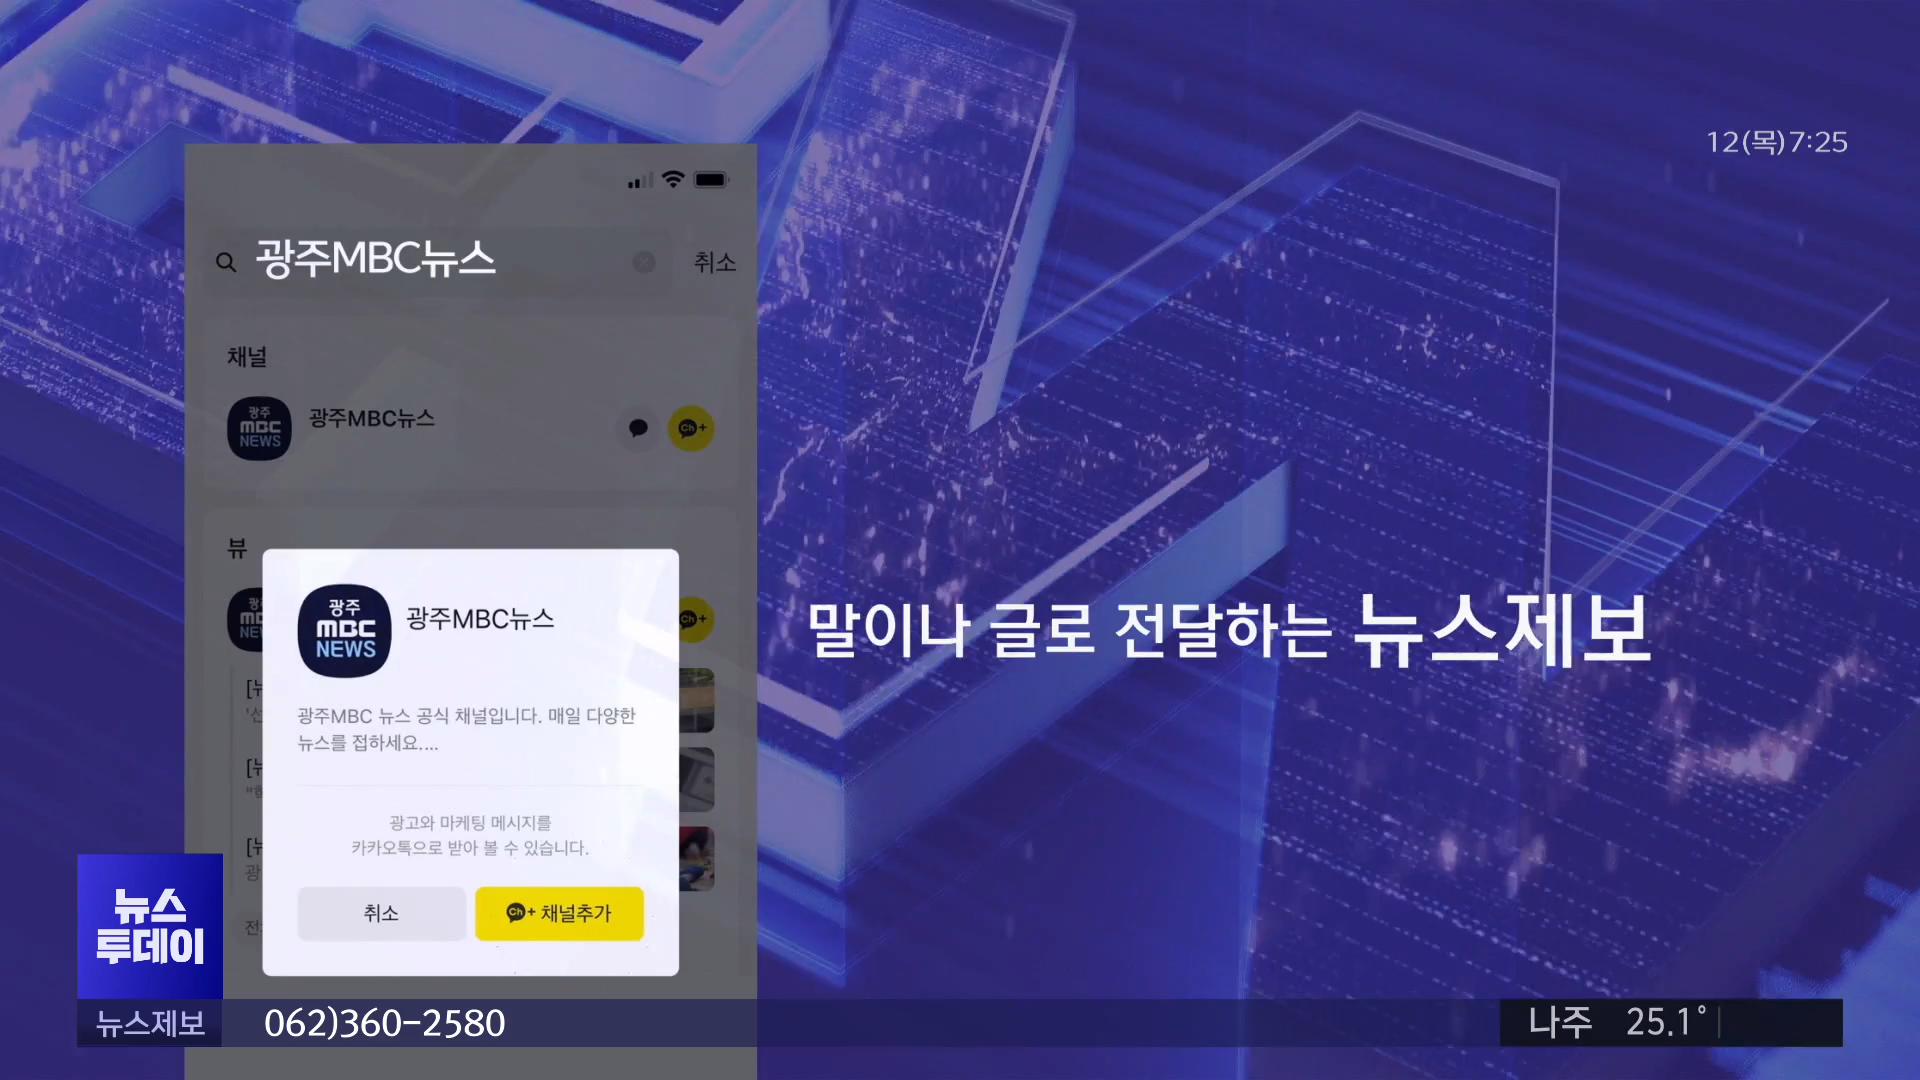 12(목)7:25
광주MBC뉴스
취소
채널
광주
MBC
NEWS
광주MBC뉴스
Ch+
뷰
Ch+
광주
MBC
NEWS
광주MBC뉴스
광주MBC 뉴스 공식 채널입니다. 매일 다양한
뉴스를 접하세요....
광고와 마케팅 메시지를
카카오톡으로 받아 볼 수 있습니다.
취소
Ch+ 채널추가
말이나 글로 전달하는 뉴스제보
뉴스
투데이
뉴스제보
062)360-2580
나주 25.1°